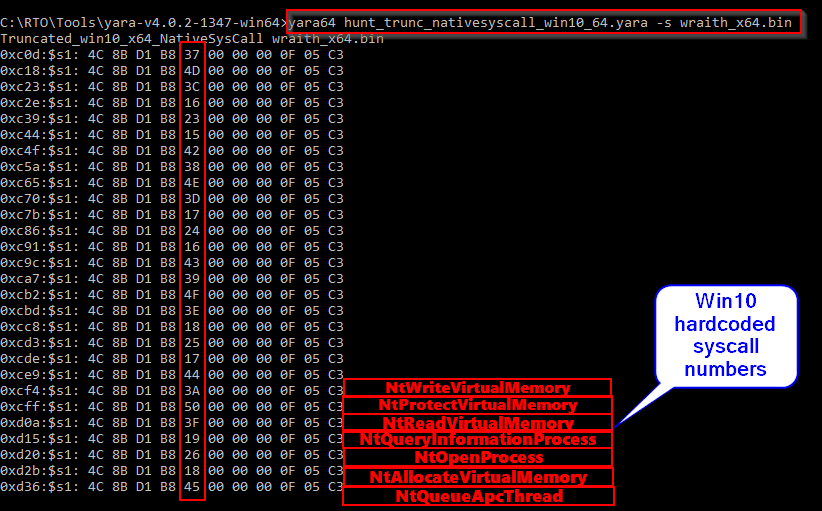 C:\RTO\Tools\yara-v4.0.2-1347-win64>yara64 hunt_trunc_nativesyscall_win10_64.yara -s wraith_x64.bin
Truncated_win10_x64_NativeSysCall wraith_x64.bin
0xc0d:$s1: 4C 8B D1 B8 37 00 00 00 0F 05 C3
0xc18:$s1: 4C 8B D1 B8 4D 00 00 00 0F 05 C3
0xc23:$s1: 4C 8B D1 B8 3C 00 00 00 0F 05 C3
0xc2e:$s1: 4C 8B D1 B8 16 00 00 00 0F 05 C3
0xc39:$s1: 4C 8B D1 B8 23 00 00 00 0F 05 C3
0xc44:$s1: 4C 8B D1 B8 15 00 00 00 0F 05 C3
0xc4f:$s1: 4C 8B D1 B8 42 00 00 00 0F 05 C3
0xc5a:$s1: 4C 8B D1 B8 38 00 00 00 0F 05 C3
0xc65:$s1: 4C 8B D1 B8 4E 00 00 00 0F 05 C3
0xc70:$s1: 4C 8B D1 B8 3D 00 00 00 0F 05 C3
0xc7b:$s1: 4C 8B D1 B8 17 00 00 00 0F 05 C3
0xc86:$s1: 4C 8B D1 B8 24 00 00 00 0F 05 C3
0xc91:$s1: 4C 8B D1 B8 16 00 00 00 0F 05 C3
0xc9c:$s1: 4C 8B D1 B8 43 00 00 00 0F 05 C3
0xca7:$s1: 4C 8B D1 B8 39 00 00 00 0F 05 C3
0xcb2:$s1: 4C 8B D1 B8 4F 00 00 00 0F 05 C3
0xcbd:$s1: 4C 8B D1 B8 3E 00 00 00 0F 05 C3
0xcc8:$s1: 4C 8B D1 B8 18 00 00 00 0F 05 C3
0xcd3:$s1: 4C 8B D1 B8 25 00 00 00 0F 05 C3
0xcde:$s1: 4C 8B D1 B8 17 00 00 00 0F 05 C3
0xce9:$s1: 4C 8B D1 B8 44 00 00 00 0F 05 C3
0xcf4:$s1: 4C 8B D1 B8 3A 00 00 00 0F 05 C3 NtWriteVirtualMemory
0xcff:$s1: 4C 8B D1 B8 50 00 00 00 0F 05 C3 NtProtectVirtualMemory
0xd0a:$s1: 4C 8B D1 B8 3F 00 00 00 0F 05 C3 NtReadVirtualMemory
0xd15:$s1: 4C 8B D1 B8 19 00 00 00 0F 05 C3 NtQueryInformationProcess
0xd20:$s1: 4C 8B D1 B8 26 00 00 00 0F 05 C3 NtOpenProcess
0xd2b:$s1: 4C 8B D1 B8 18 00 00 00 0F 05 C3 NtAllocateVirtualMemory
0xd36:$s1: 4C 8B D1 B8 45 00 00 00 0F 05 C3 NtQueueApcThread
Win10
hardcoded
syscall
numbers